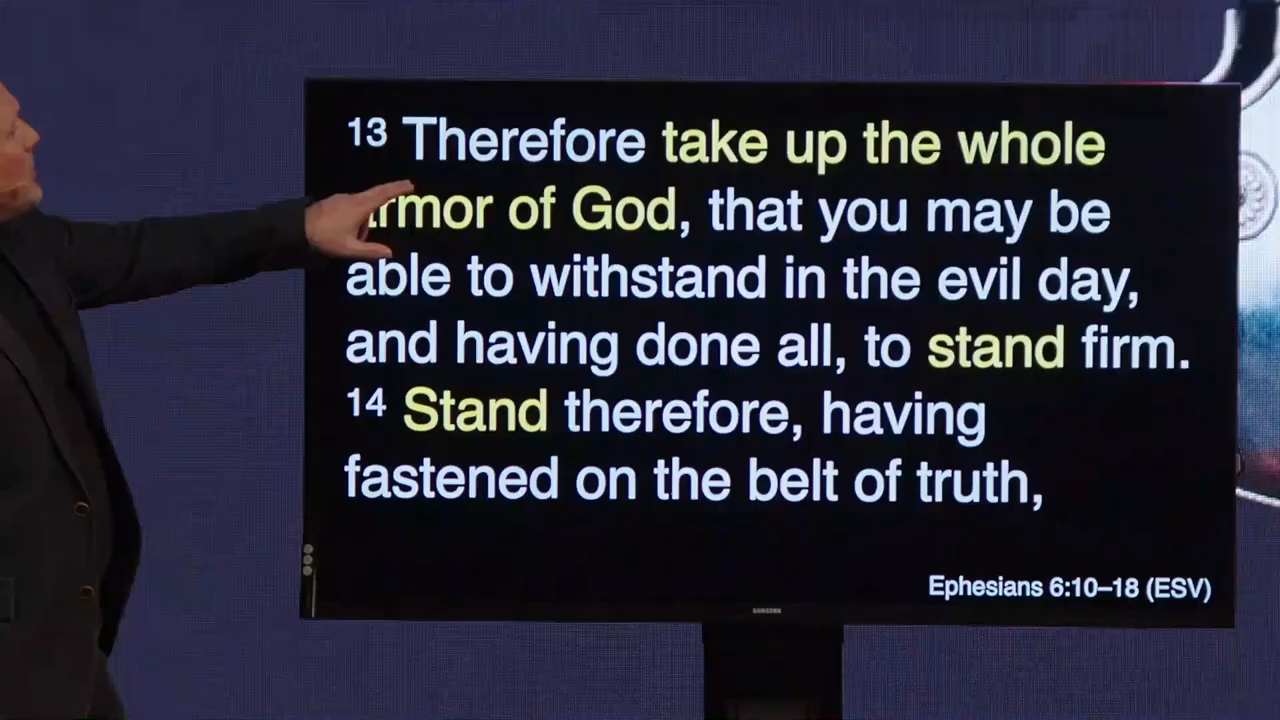 13 Therefore take up the whole
armor of God, that you may be
able to withstand in the evil day,
and having done all, to stand firm.
14 Stand therefore, having
fastened on the belt of truth,
Ephesians 6:10–18 (ESV)
SAMSUNG